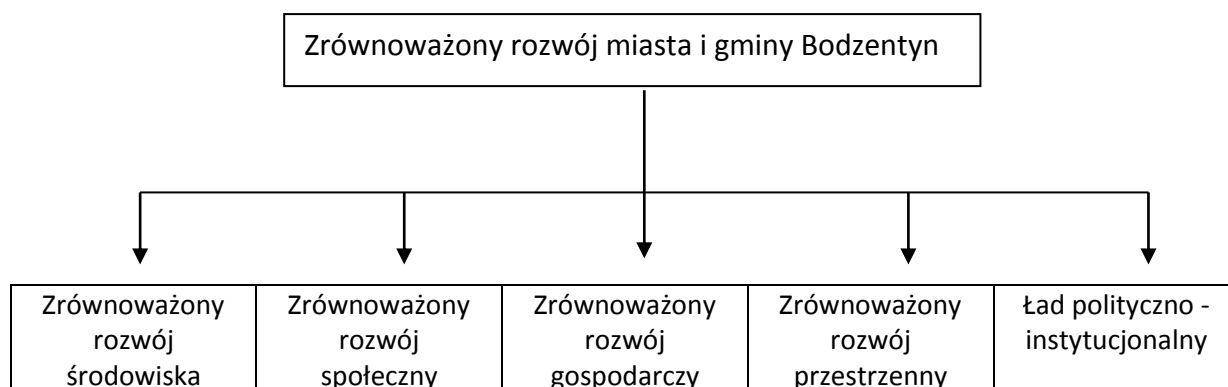 Zrównoważony rozwój miasta i gminy Bodzentyn
Zrównoważony
rozwój
środowiska
Zrównoważony
rozwój
społeczny
Zrównoważony
rozwój
gospodarczy
Zrównoważony
rozwój
przestrzenny
Ład polityczno -
instytucjonalny